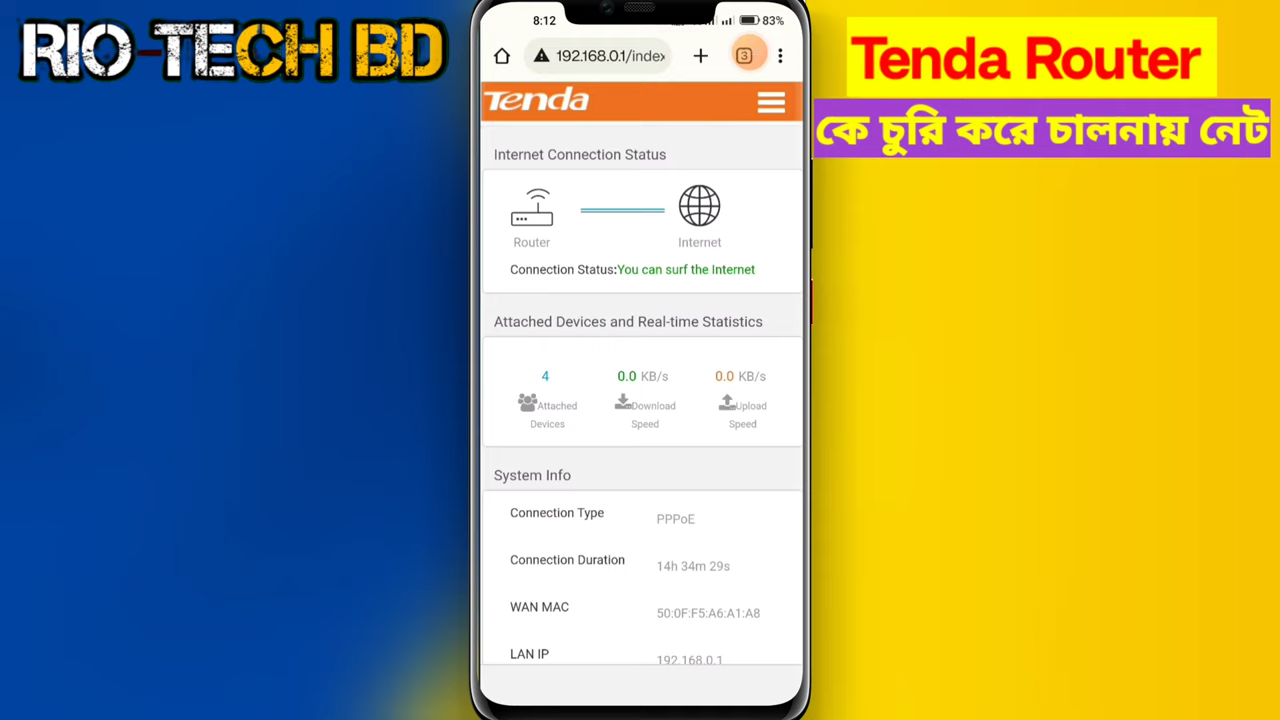 RIO-TECH BD
8:12
83%
192.168.0.1/index
3
Tenda
Internet Connection Status
Router
Internet
Connection Status:You can surf the Internet
Attached Devices and Real-time Statistics
4
0.0 KB/s
0.0 KB/s
Attached
Devices
Download
Speed
Upload
Speed
System Info
Connection Type
PPPoE
Connection Duration
14h 34m 29s
WAN MAC
50:0F:F5:A6:A1:A8
LAN IP
192.168.0.1
Tenda Router
কে চুরি করে চালনায় নেট